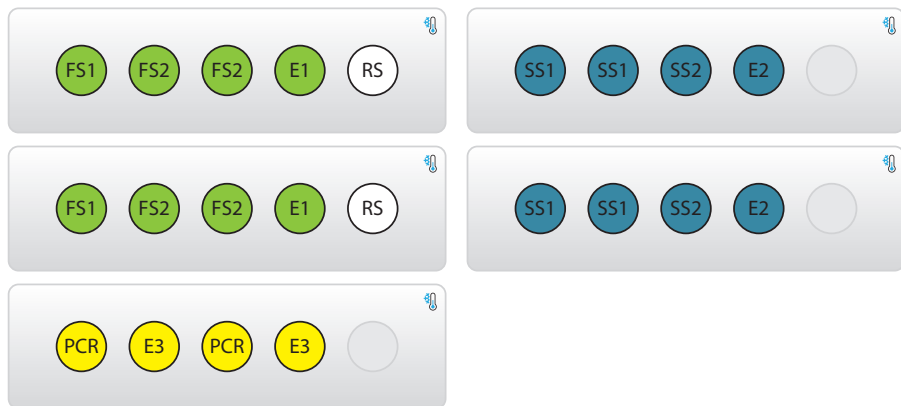 FS1 FS2 FS2 E1 RS
SS1 SS1 SS2 E2
FS1 FS2 FS2 E1 RS
SS1 SS1 SS2 E2
PCR E3 PCR E3